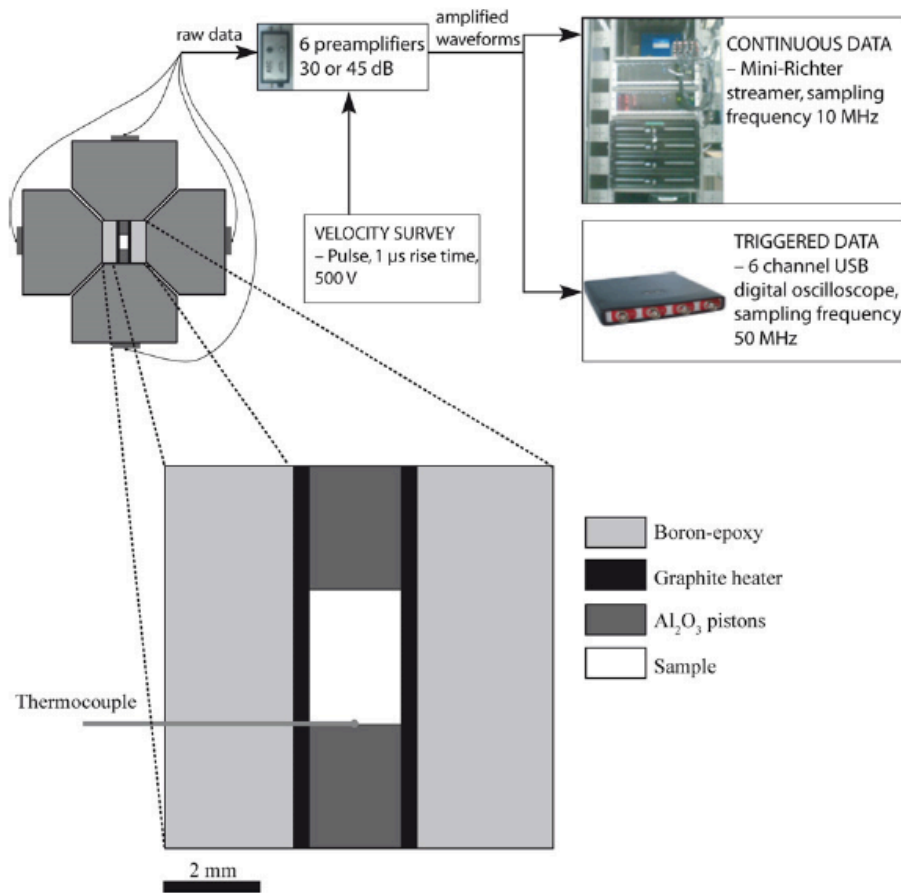 raw data
6 preamplifiers
30 or 45 dB
amplified
waveforms
CONTINUOUS DATA
– Mini-Richter
streamer, sampling
frequency 10 MHz
VELOCITY SURVEY
– Pulse, 1 µs rise time,
500 V
TRIGGERED DATA
– 6 channel USB
digital oscilloscope,
sampling frequency
50 MHz
Boron-epoxy
Graphite heater
Al₂O₃ pistons
Sample
Thermocouple
2 mm